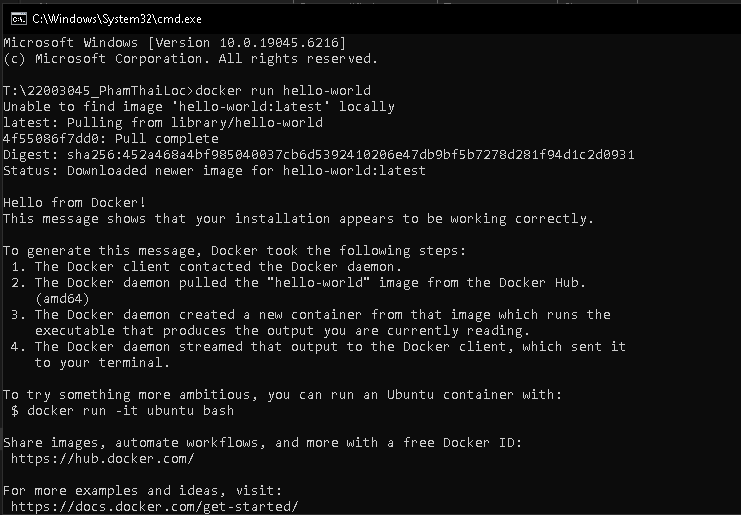 C:\Windows\System32\cmd.exe
Microsoft Windows [Version 10.0.19045.6216]
(c) Microsoft Corporation. All rights reserved.
T:\22003045_PhamThaiLoc>docker run hello-world
Unable to find image 'hello-world:latest' locally
latest: Pulling from library/hello-world
4f55086f7dd0: Pull complete
Digest: sha256:452a468a4bf985040037cb6d5392410206e47db9bf5b7278d281f94d1c2d0931
Status: Downloaded newer image for hello-world:latest
Hello from Docker!
This message shows that your installation appears to be working correctly.
To generate this message, Docker took the following steps:
1. The Docker client contacted the Docker daemon.
2. The Docker daemon pulled the "hello-world" image from the Docker Hub.
(amd64)
3. The Docker daemon created a new container from that image which runs the
executable that produces the output you are currently reading.
4. The Docker daemon streamed that output to the Docker client, which sent it
to your terminal.
To try something more ambitious, you can run an Ubuntu container with:
$ docker run -it ubuntu bash
Share images, automate workflows, and more with a free Docker ID:
https://hub.docker.com/
For more examples and ideas, visit:
https://docs.docker.com/get-started/